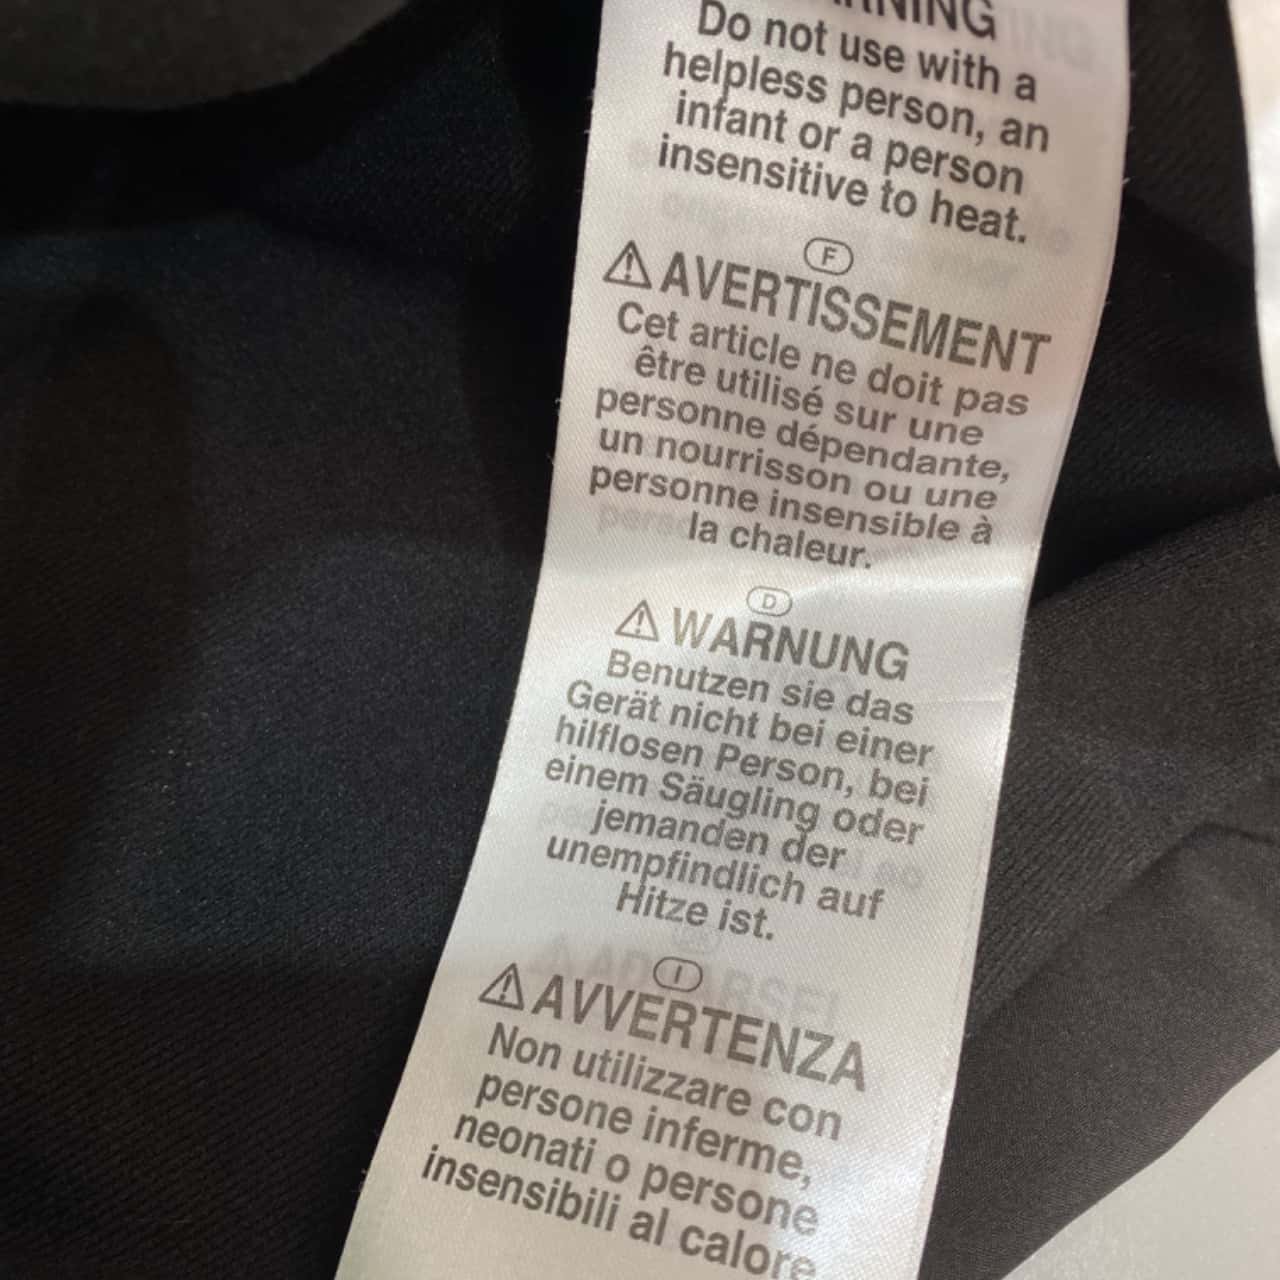 WARNING
Do not use with a
helpless person, an
infant or a person
insensitive to heat.
F
⚠ AVERTISSEMENT
Cet article ne doit pas
être utilisé sur une
personne dépendante,
un nourrisson ou une
personne insensible à
la chaleur.
D
⚠ WARNUNG
Benutzen sie das
Gerät nicht bei einer
hilflosen Person, bei
einem Säugling oder
jemanden der
unempfindlich auf
Hitze ist.
I
⚠ AVVERTENZA
Non utilizzare con
persone inferme,
neonati o persone
insensibili al calore